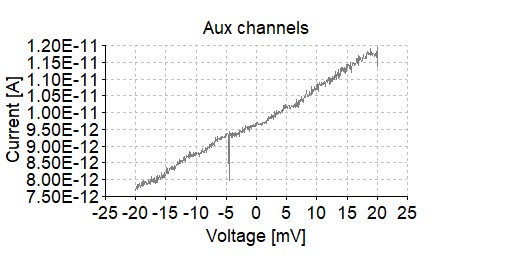 Aux channels
1.20E-11
1.15E-11
1.10E-11
1.05E-11
1.00E-11
9.50E-12
9.00E-12
8.50E-12
8.00E-12
7.50E-12
Current [A]
-25 -20 -15 -10 -5 0 5 10 15 20 25
Voltage [mV]